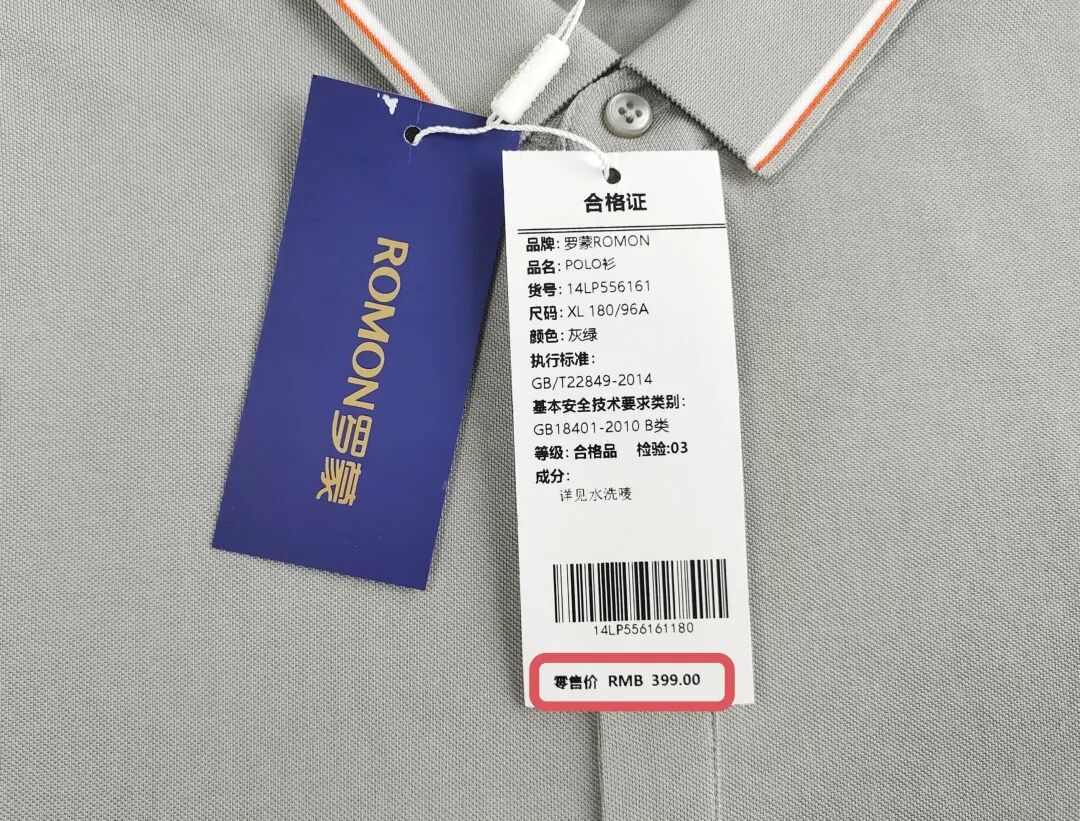 ROMON罗蒙
合格证
品牌: 罗蒙ROMON
品名: POLO衫
货号: 14LP556161
尺码: XL 180/96A
颜色: 灰绿
执行标准:
GB/T22849-2014
基本安全技术要求类别:
GB18401-2010 B类
等级: 合格品 检验:03
成分:
详见水洗唛
14LP556161180
零售价 RMB 399.00